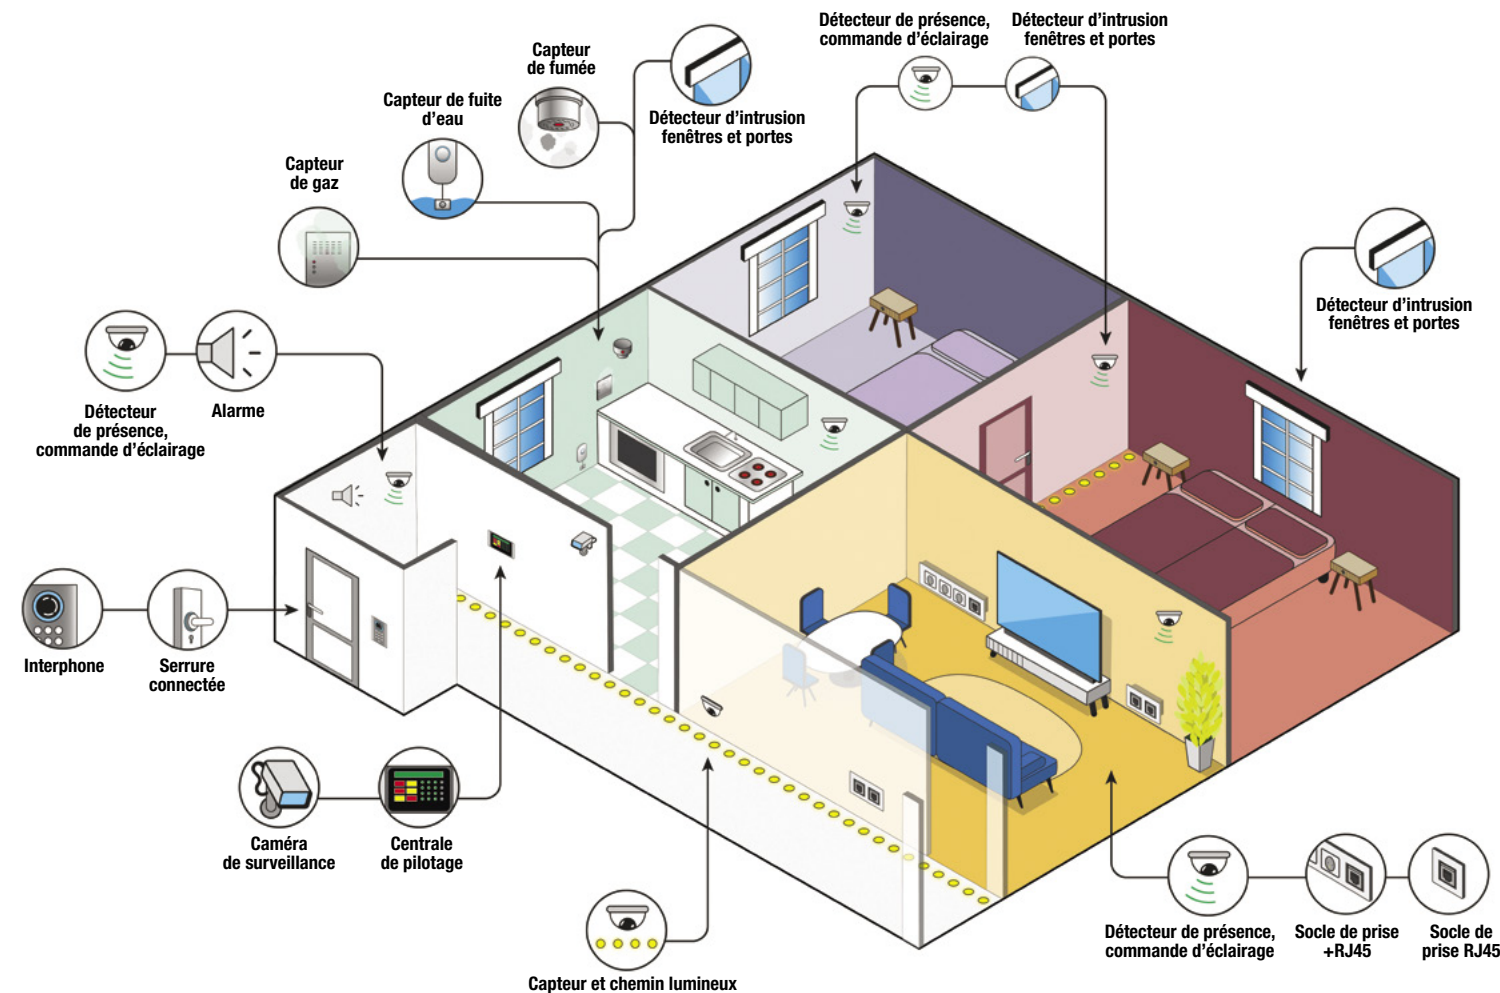 Détecteur de présence,
commande d'éclairage
Détecteur d'intrusion
fenêtres et portes
Capteur
de fumée
Détecteur d'intrusion
fenêtres et portes
Capteur de fuite
d'eau
Capteur
de gaz
Détecteur d'intrusion
fenêtres et portes
Détecteur
de présence,
commande d'éclairage
Alarme
Interphone
Serrure
connectée
Caméra
de surveillance
Centrale
de pilotage
Détecteur de présence,
commande d'éclairage
Socle de prise
+RJ45
Socle de
prise RJ45
Capteur et chemin lumineux